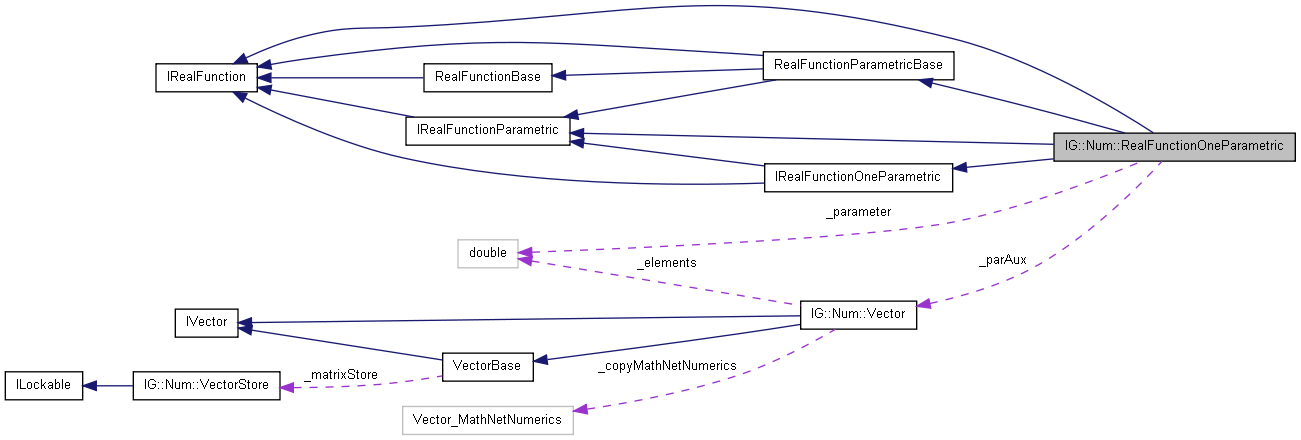 RealFunctionParametricBase
IRealFunction
RealFunctionBase
IRealFunctionParametric
IG::Num::RealFunctionOneParametric
IRealFunctionOneParametric
_parameter
double
_elements
_parAux
IVector
IG::Num::Vector
VectorBase
_copyMathNetNumerics
_matrixStore
ILockable
IG::Num::VectorStore
Vector_MathNetNumerics